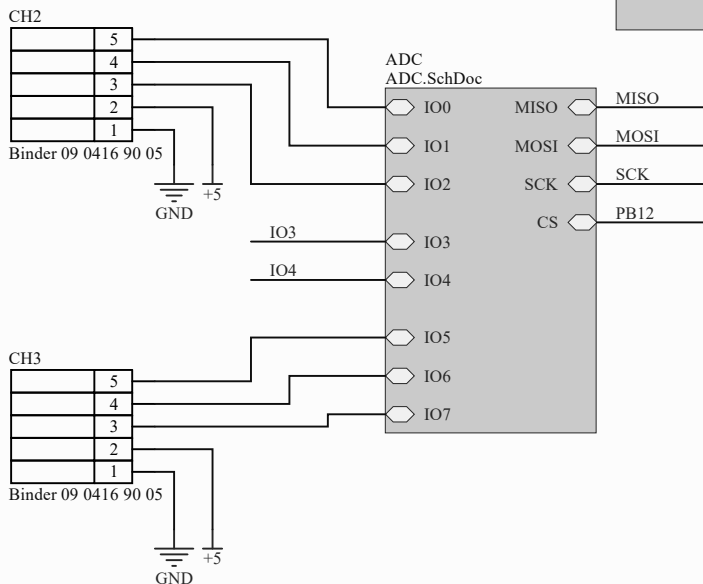 CH2
5
4
3
2
1
Binder 09 0416 90 05
GND
+5
ADC
ADC.SchDoc
IO0
IO1
IO2
IO3
IO3
IO4
IO4
IO5
IO6
IO7
MISO
MISO
MOSI
MOSI
SCK
SCK
CS
PB12
CH3
5
4
3
2
1
Binder 09 0416 90 05
GND
+5